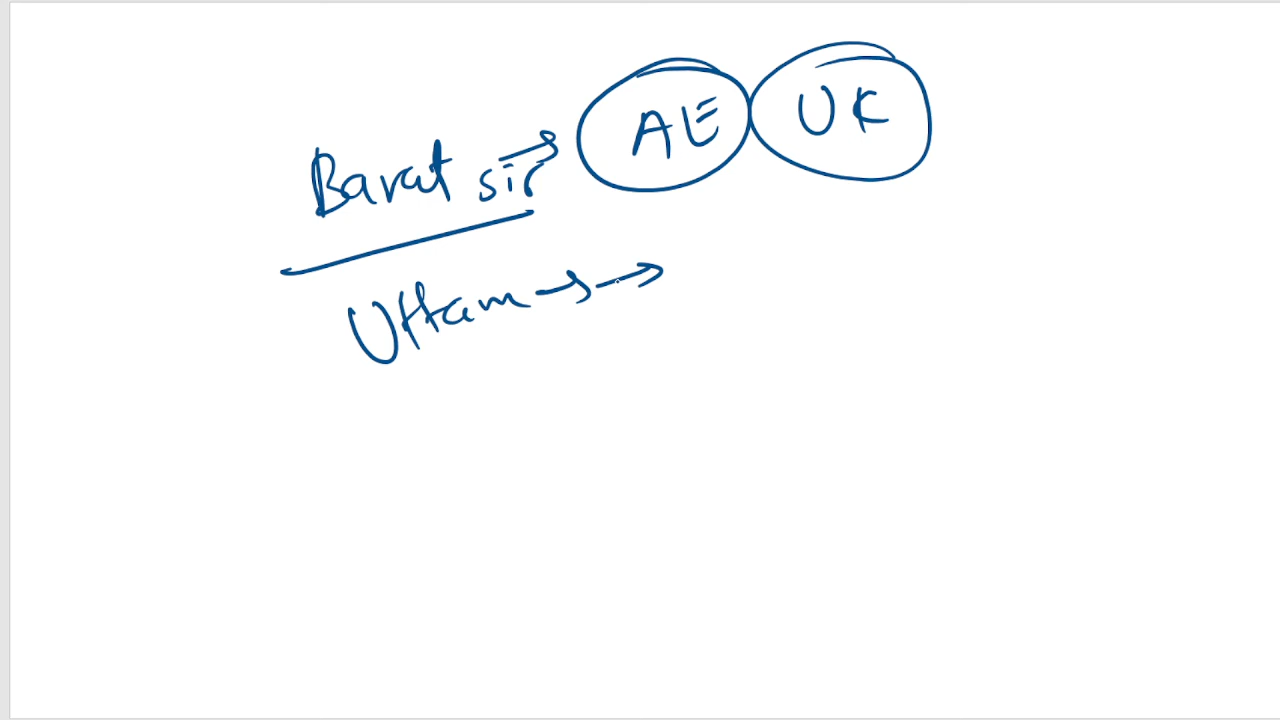 Barat sir → AE UK
Uttam → →